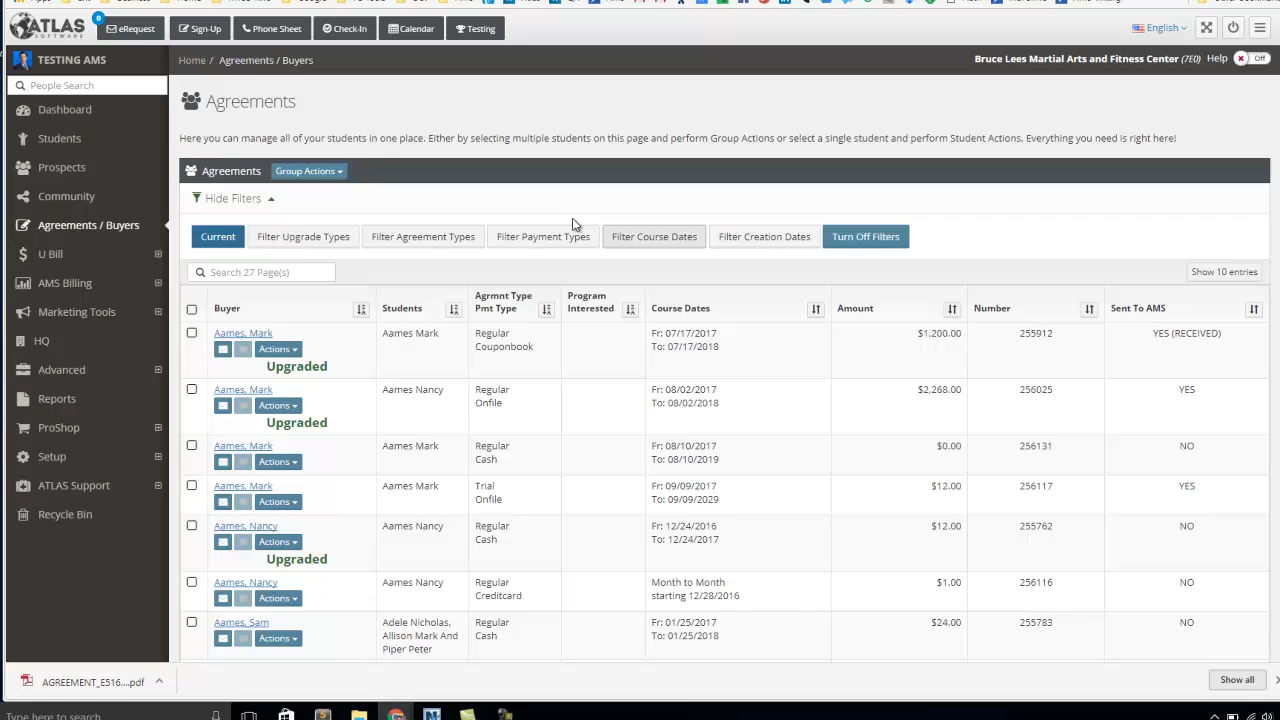 ATLAS
SOFTWARE
0
eRequest
Sign-Up
Phone Sheet
Check-In
Calendar
Testing
English
TESTING AMS
Home / Agreements / Buyers
Bruce Lees Martial Arts and Fitness Center (7E0) Help Off
People Search
Dashboard
Students
Prospects
Community
Agreements / Buyers
U Bill
AMS Billing
Marketing Tools
HQ
Advanced
Reports
ProShop
Setup
ATLAS Support
Recycle Bin
Agreements
Here you can manage all of your students in one place. Either by selecting multiple students on this page and perform Group Actions or select a single student and perform Student Actions. Everything you need is right here!
Agreements Group Actions
Hide Filters
Current Filter Upgrade Types Filter Agreement Types Filter Payment Types Filter Course Dates Filter Creation Dates Turn Off Filters
Search 27 Page(s) Show 10 entries
Buyer Students Agrmnt Type Pmt Type Program Interested Course Dates Amount Number Sent To AMS
Aames, Mark Aames Mark Regular Fr: 07/17/2017 $1,200.00 255912 YES (RECEIVED)
Actions Couponbook To: 07/17/2018
Upgraded
Aames, Mark Aames Nancy Regular Fr: 08/02/2017 $2,268.00 256025 YES
Actions Onfile To: 08/02/2018
Upgraded
Aames, Mark Aames Mark Regular Fr: 08/10/2017 $0.00 256131 NO
Actions Cash To: 08/10/2019
Aames, Mark Aames Mark Trial Fr: 09/09/2017 $12.00 256117 YES
Actions Onfile To: 09/09/2029
Aames, Nancy Aames Nancy Regular Fr: 12/24/2016 $12.00 255762 NO
Actions Cash To: 12/24/2017
Upgraded
Aames, Nancy Aames Nancy Regular Month to Month $1.00 256116 NO
Actions Creditcard starting 12/28/2016
Aames, Sam Adele Nicholas, Regular Fr: 01/25/2017 $24.00 255783 NO
Actions Allison Mark And Cash To: 01/25/2018
Piper Peter
AGREEMENT_E516....pdf
Show all
Type here to search